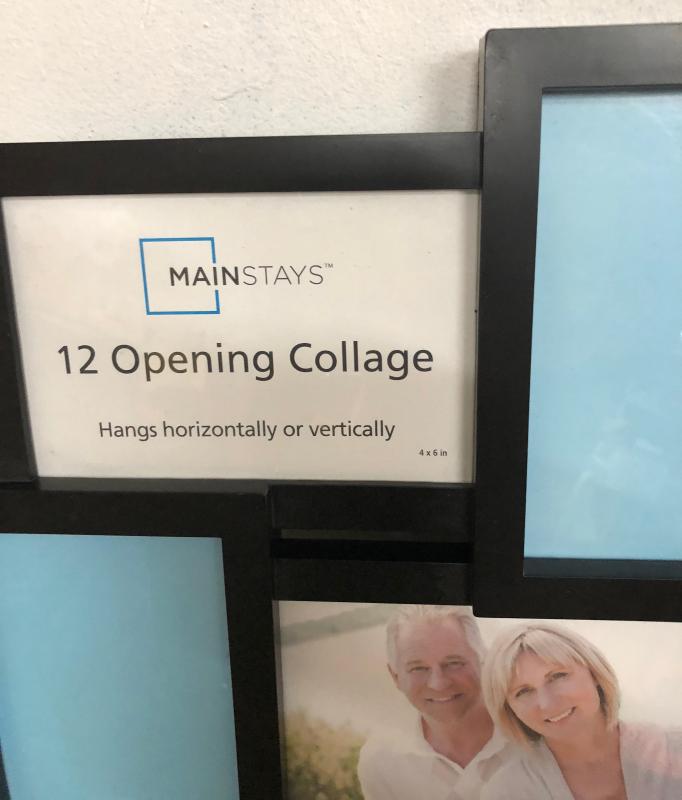 MAINSTAYS™
12 Opening Collage
Hangs horizontally or vertically
4 x 6 in